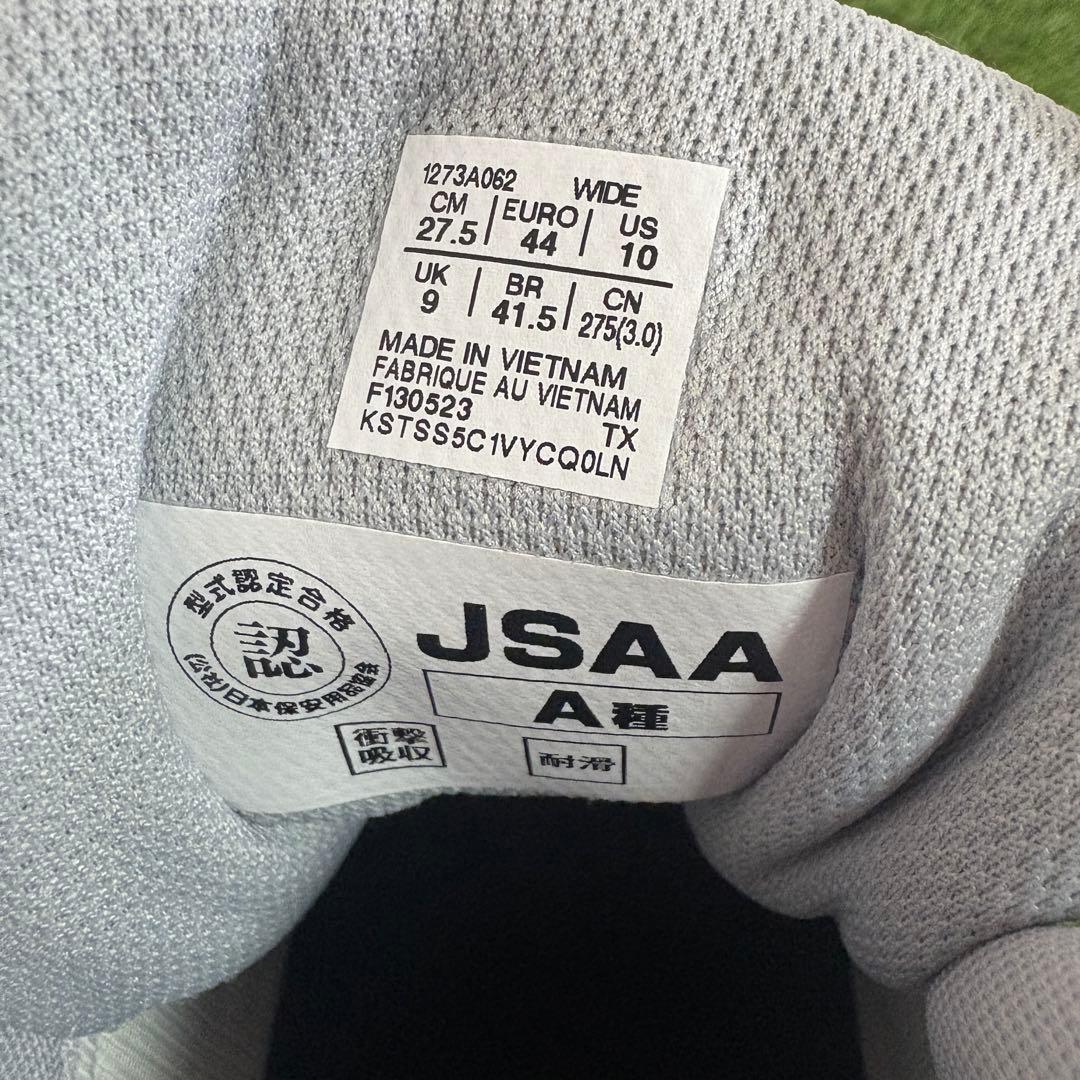 1273A062 WIDE
CM EURO US
27.5 44 10
UK BR CN
9 41.5 275(3.0)
MADE IN VIETNAM
FABRIQUE AU VIETNAM
F130523 TX
KSTSS5C1VYCQ0LN
型式認定合格
認
(公社)日本保安用品協会
JSAA
A種
衝撃
吸収
耐滑